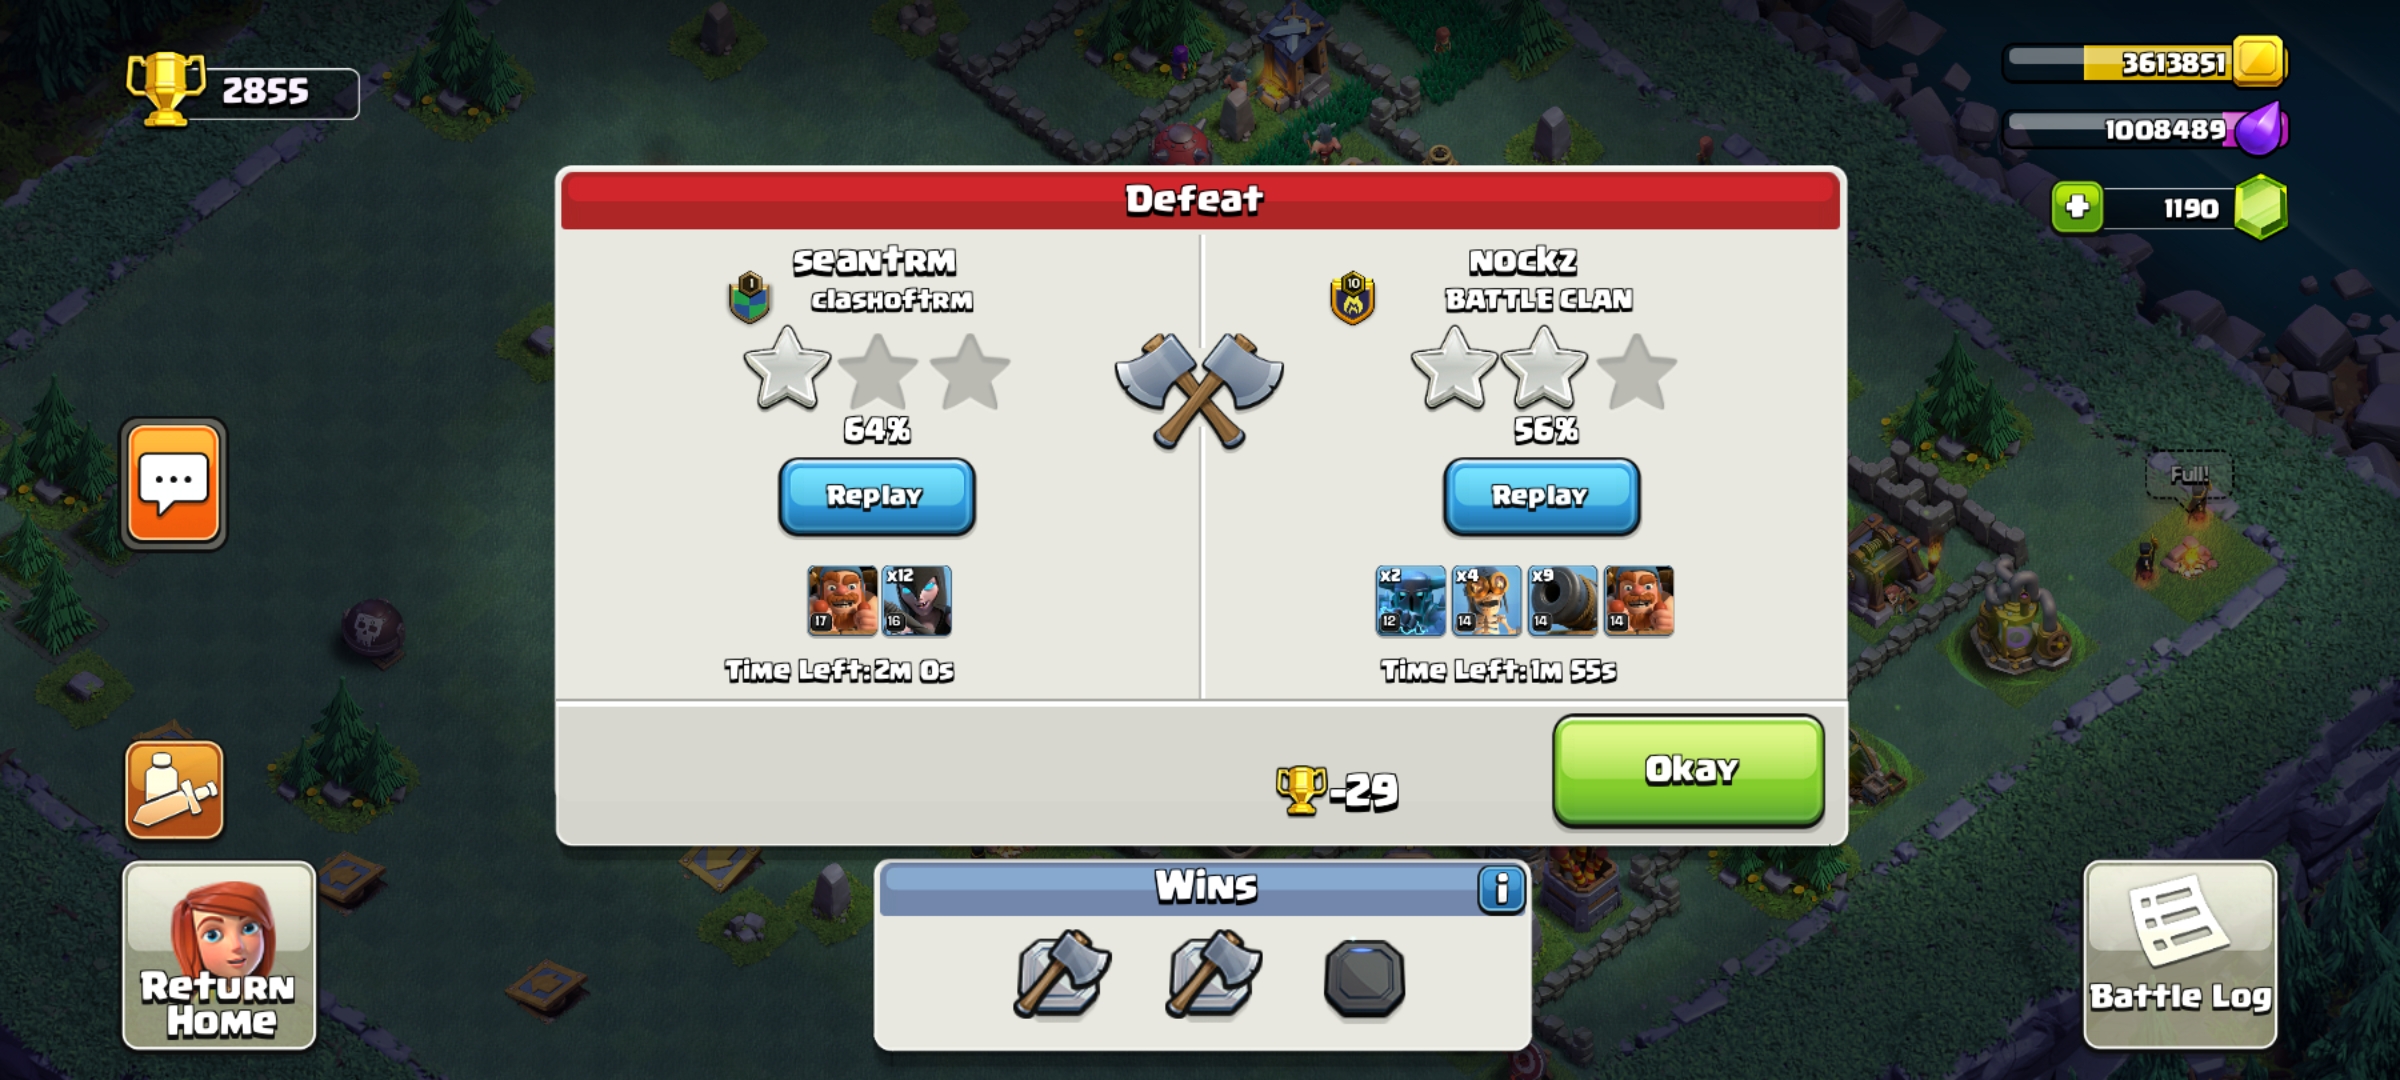 2855
3613851
1008489
1190
Defeat
seantrm
1
clashoftrm
64%
Replay
17
x12
16
Time Left: 2m 0s
Nockz
10
BATTLE CLAN
56%
Replay
x2
12
x4
14
x9
14
14
Time Left: 1m 55s
-29
Okay
Full!
Wins
i
Return
Home
Battle Log